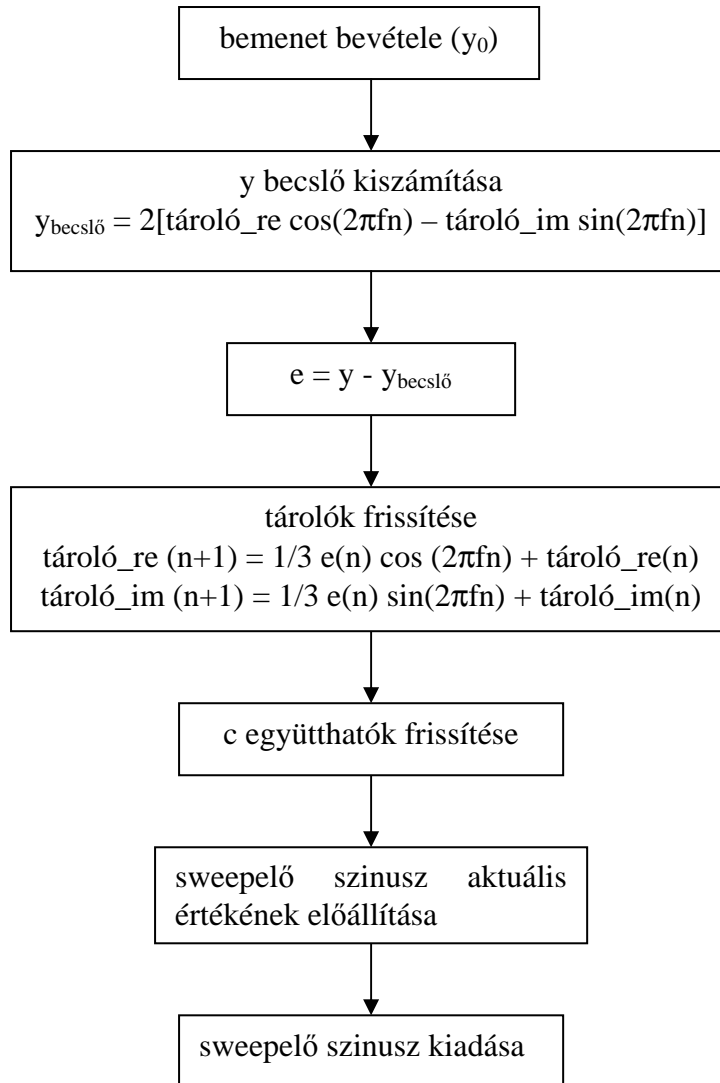 bemenet bevétele (y₀)
y becslő kiszámítása
y_becslő = 2[tároló_re cos(2πfn) – tároló_im sin(2πfn)]
e = y - y_becslő
tárolók frissítése
tároló_re (n+1) = 1/3 e(n) cos (2πfn) + tároló_re(n)
tároló_im (n+1) = 1/3 e(n) sin(2πfn) + tároló_im(n)
c együtthatók frissítése
sweepelő szinusz aktuális
értékének előállítása
sweepelő szinusz kiadása